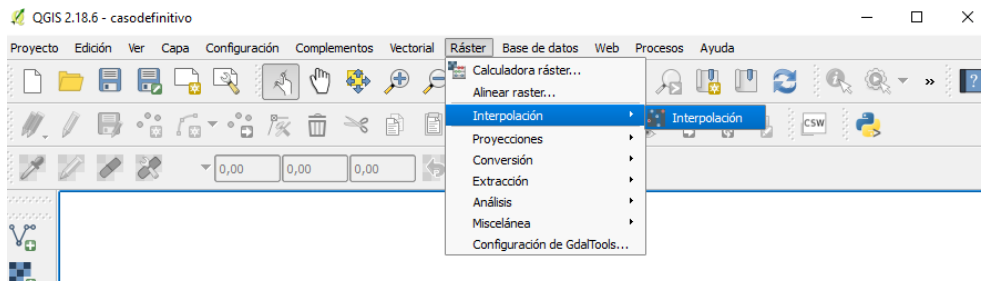 QGIS 2.18.6 - casodefinitivo
Proyecto Edición Ver Capa Configuración Complementos Vectorial Ráster Base de datos Web Procesos Ayuda
Calculadora ráster...
Alinear raster...
Interpolación
Interpolación
Proyecciones
CSW
Conversión
0,00 0,00 0,00
Extracción
Análisis
Miscelánea
Configuración de GdalTools...